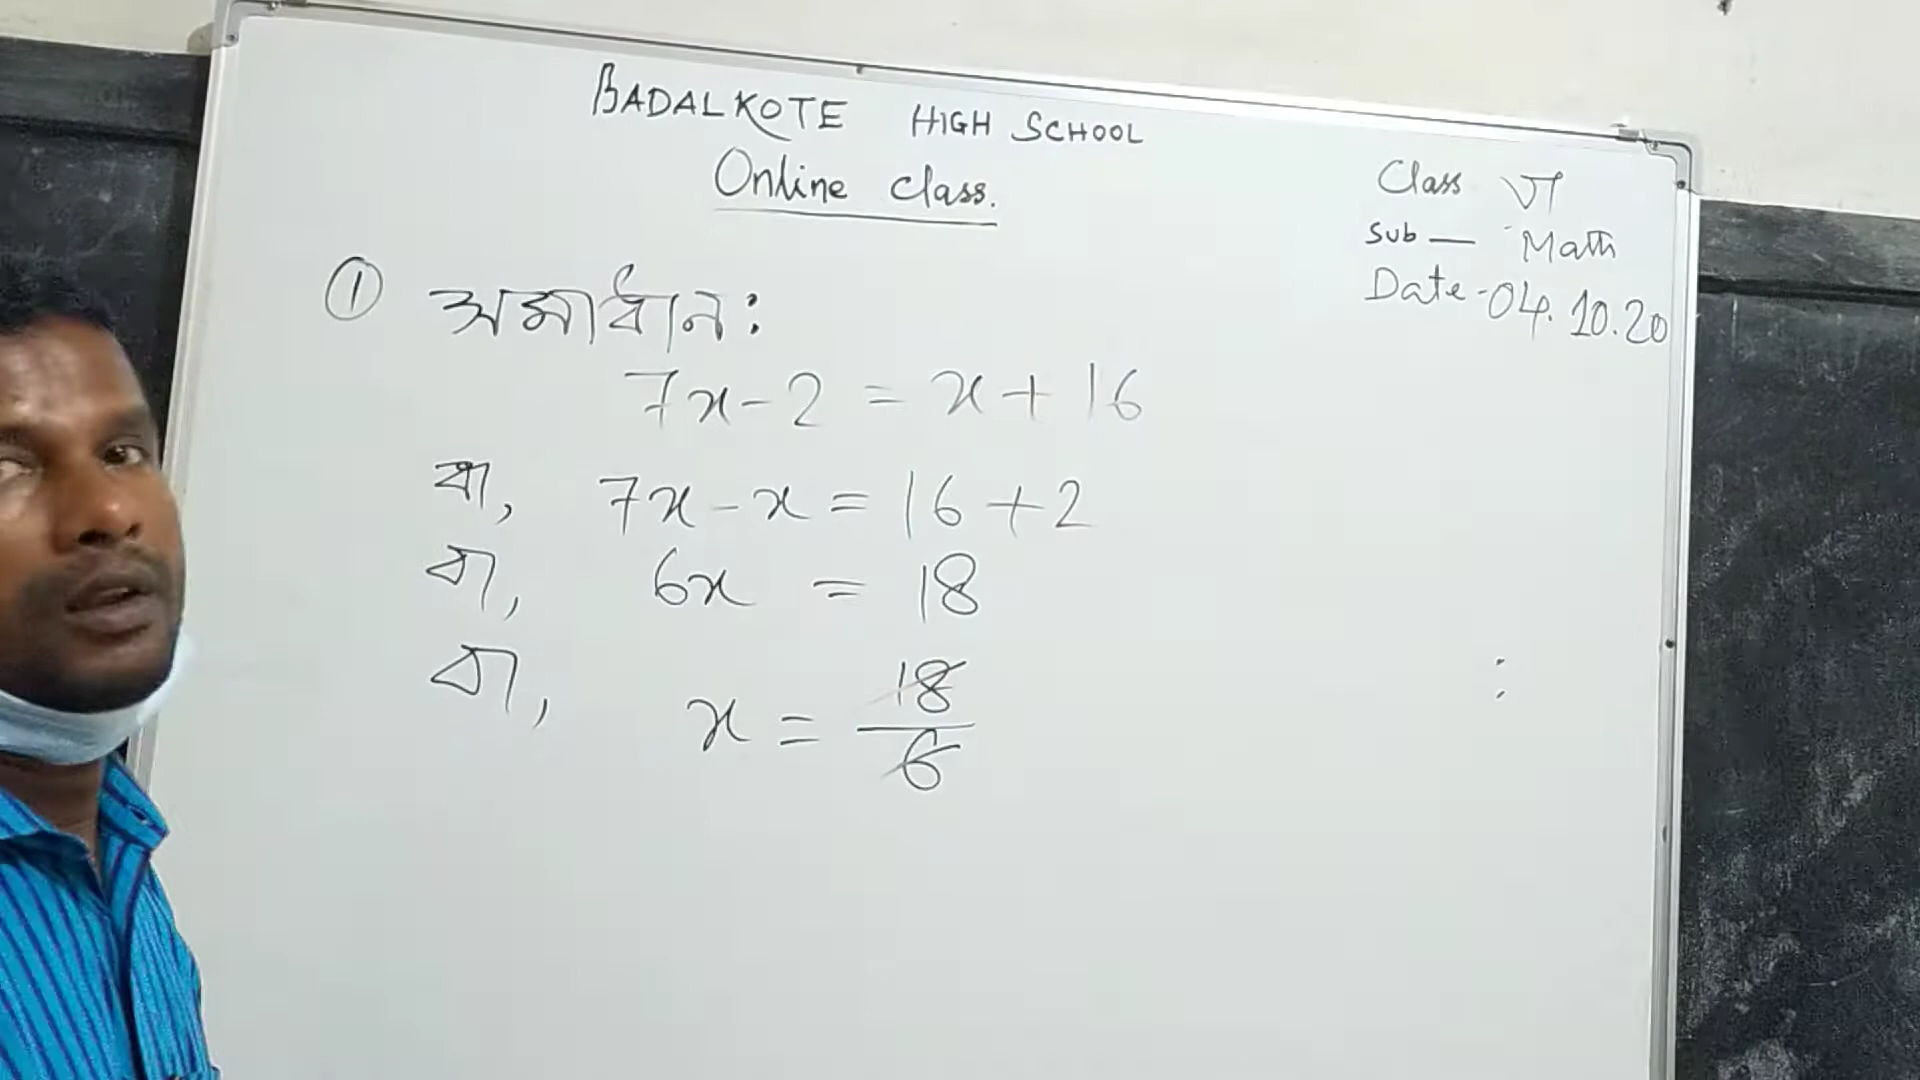 BADALKOTE HIGH SCHOOL
Online class.
Class VI
Sub — Math
Date - 04.10.20
① সমাধান:
7x - 2 = x + 16
বা, 7x - x = 16 + 2
বা, 6x = 18
বা, x = 18/6